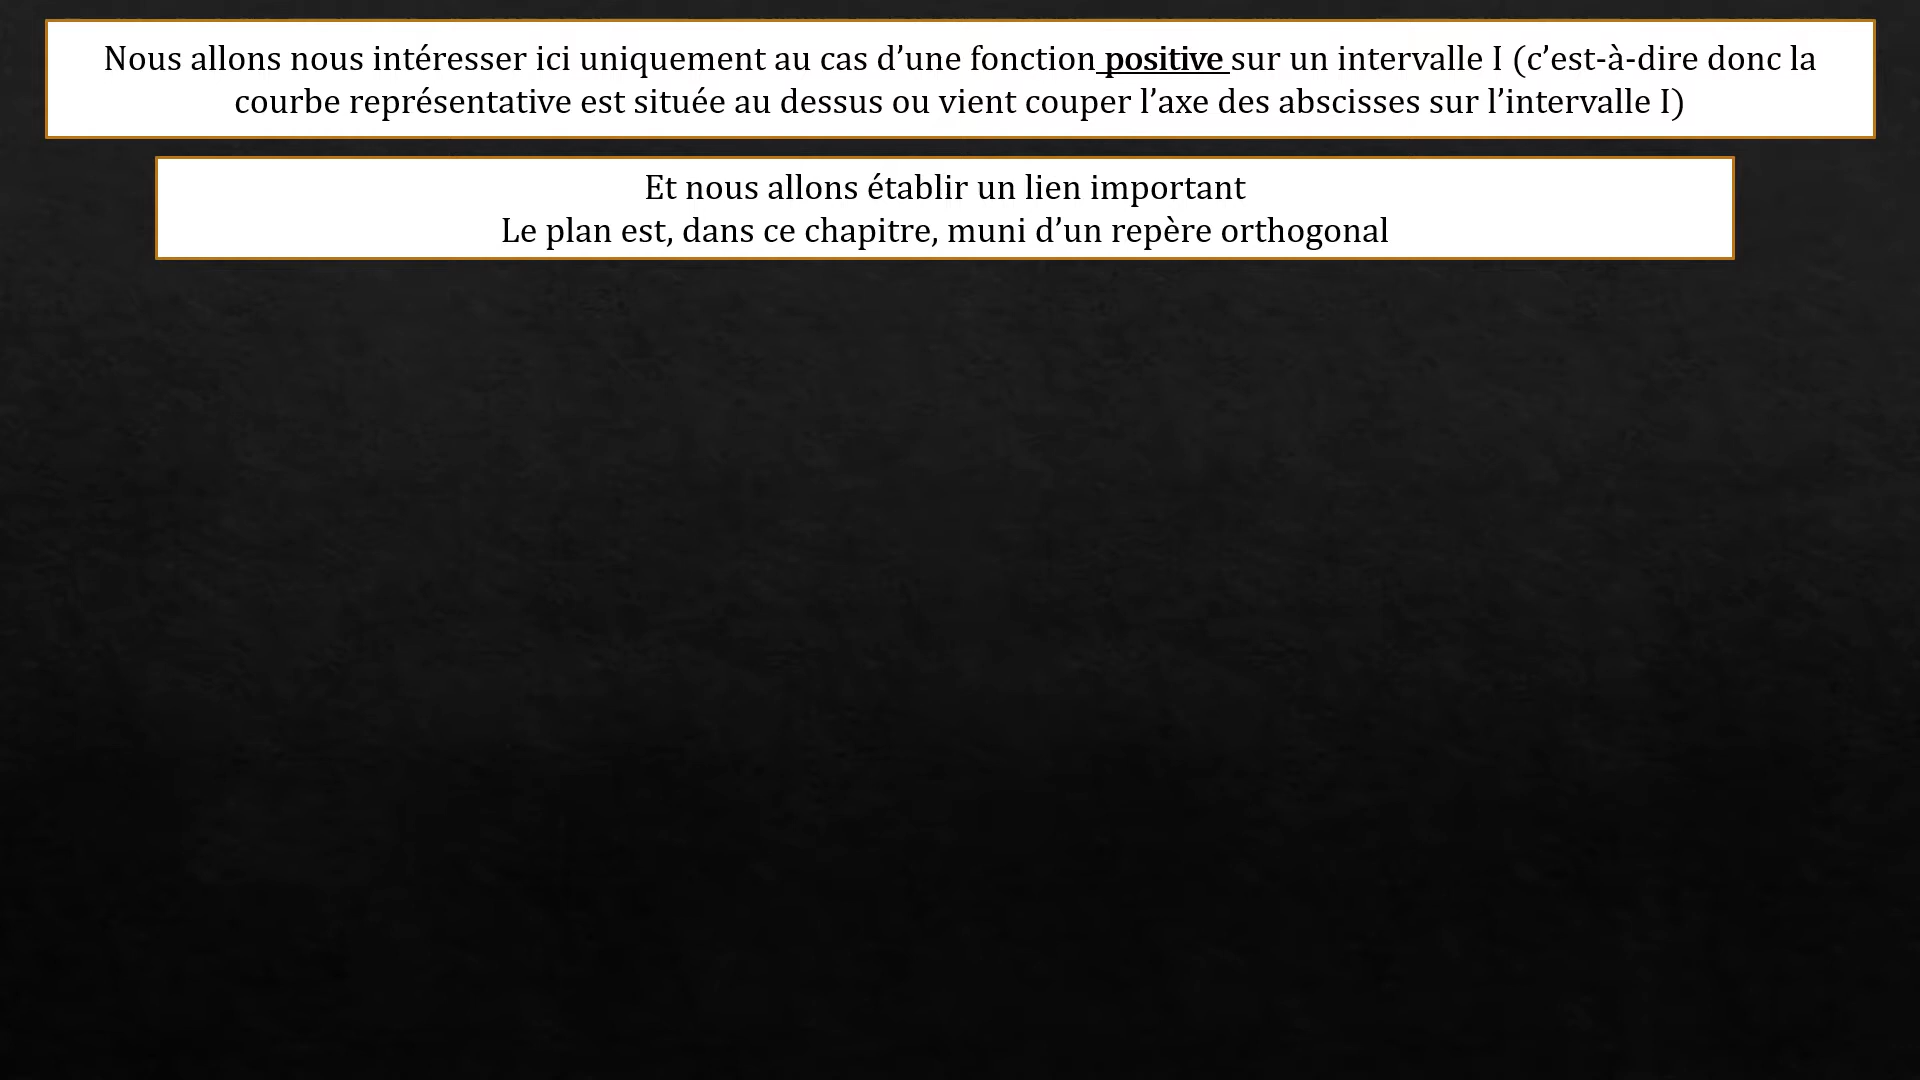 Nous allons nous intéresser ici uniquement au cas d’une fonction positive sur un intervalle I (c’est-à-dire donc la
courbe représentative est située au dessus ou vient couper l’axe des abscisses sur l’intervalle I)
Et nous allons établir un lien important
Le plan est, dans ce chapitre, muni d’un repère orthogonal